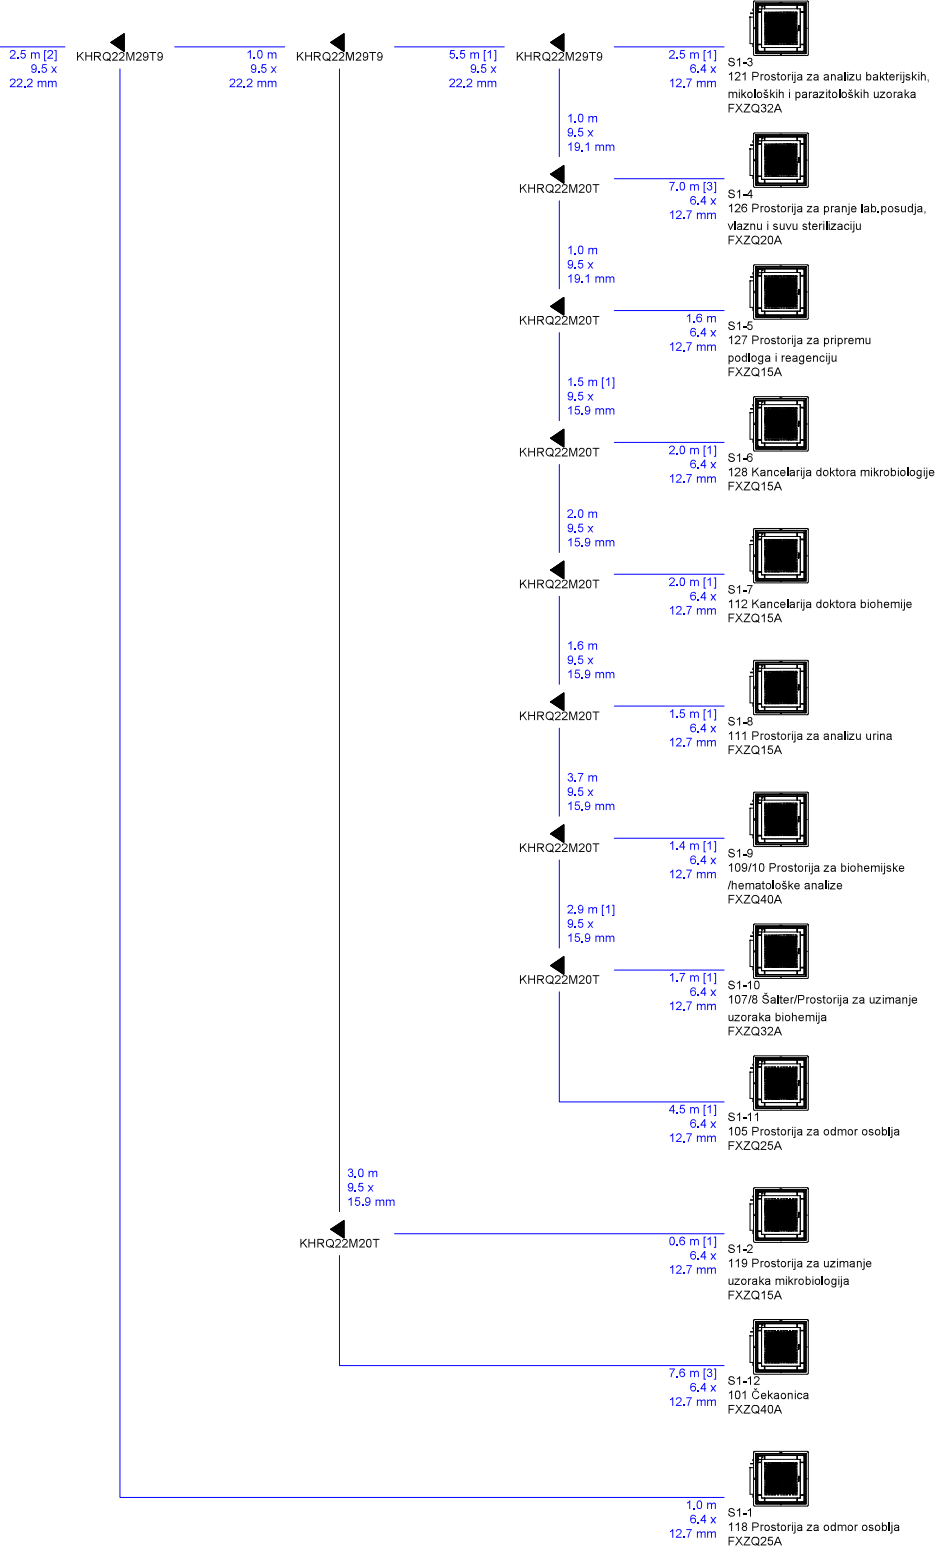 2.5 m [2]
9.5 x
22.2 mm
KHRQ22M29T9
1.0 m
9.5 x
22.2 mm
KHRQ22M29T9
5.5 m [1]
9.5 x
22.2 mm
KHRQ22M29T9
2.5 m [1]
6.4 x
12.7 mm
S1-3
121 Prostorija za analizu bakterijskih,
mikoloških i parazitoloških uzoraka
FXZQ32A
1.0 m
9.5 x
19.1 mm
KHRQ22M20T
7.0 m [3]
6.4 x
12.7 mm
S1-4
126 Prostorija za pranje lab.posudja,
vlaznu i suvu sterilizaciju
FXZQ20A
1.0 m
9.5 x
19.1 mm
KHRQ22M20T
1.6 m
6.4 x
12.7 mm
S1-5
127 Prostorija za pripremu
podloga i reagenciju
FXZQ15A
1.5 m [1]
9.5 x
15.9 mm
KHRQ22M20T
2.0 m [1]
6.4 x
12.7 mm
S1-6
128 Kancelarija doktora mikrobiologije
FXZQ15A
2.0 m
9.5 x
15.9 mm
KHRQ22M20T
2.0 m [1]
6.4 x
12.7 mm
S1-7
112 Kancelarija doktora biohemije
FXZQ15A
1.6 m
9.5 x
15.9 mm
KHRQ22M20T
1.5 m [1]
6.4 x
12.7 mm
S1-8
111 Prostorija za analizu urina
FXZQ15A
3.7 m
9.5 x
15.9 mm
KHRQ22M20T
1.4 m [1]
6.4 x
12.7 mm
S1-9
109/10 Prostorija za biohemijske
/hematološke analize
FXZQ40A
2.9 m [1]
9.5 x
15.9 mm
KHRQ22M20T
1.7 m [1]
6.4 x
12.7 mm
S1-10
107/8 Šalter/Prostorija za uzimanje
uzoraka biohemija
FXZQ32A
4.5 m [1]
6.4 x
12.7 mm
S1-11
105 Prostorija za odmor osoblja
FXZQ25A
3.0 m
9.5 x
15.9 mm
KHRQ22M20T
0.6 m [1]
6.4 x
12.7 mm
S1-2
119 Prostorija za uzimanje
uzoraka mikrobiologija
FXZQ15A
7.6 m [3]
6.4 x
12.7 mm
S1-12
101 Čekaonica
FXZQ40A
1.0 m
6.4 x
12.7 mm
S1-1
118 Prostorija za odmor osoblja
FXZQ25A